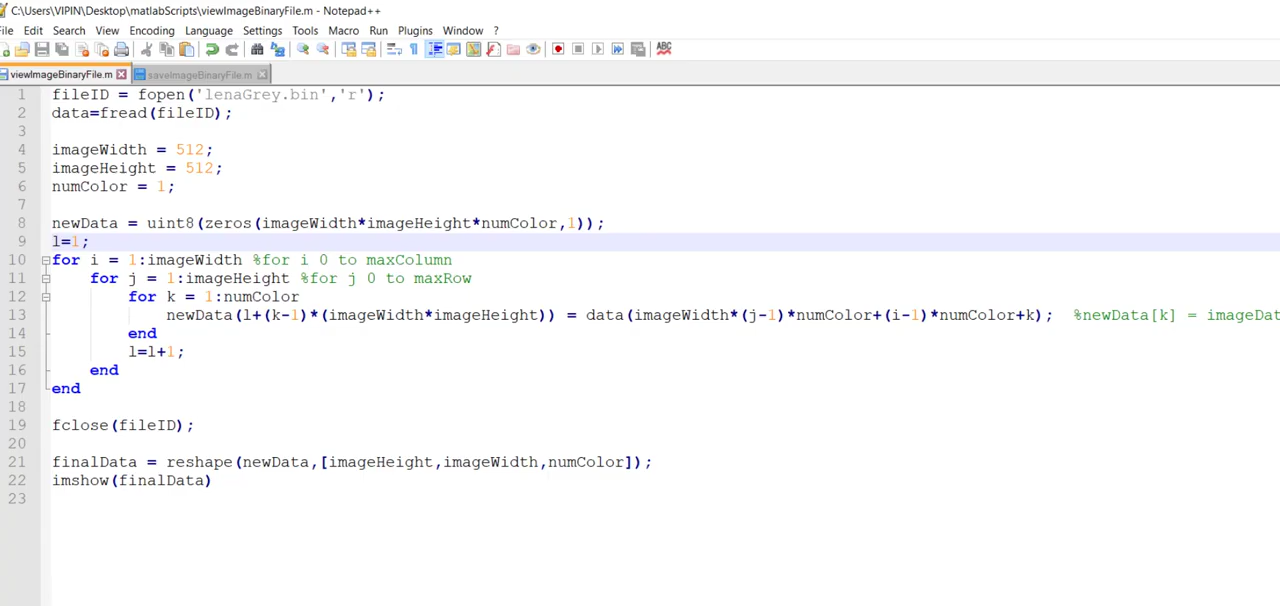 C:\Users\VIPIN\Desktop\matlabScripts\viewImageBinaryFile.m - Notepad++
File Edit Search View Encoding Language Settings Tools Macro Run Plugins Window ?
ABC
viewImageBinaryFile.m saveImageBinaryFile.m
1 fileID = fopen('lenaGrey.bin','r');
2 data=fread(fileID);
3
4 imageWidth = 512;
5 imageHeight = 512;
6 numColor = 1;
7
8 newData = uint8(zeros(imageWidth*imageHeight*numColor,1));
9 l=1;
10 for i = 1:imageWidth %for i 0 to maxColumn
11 for j = 1:imageHeight %for j 0 to maxRow
12 for k = 1:numColor
13 newData(l+(k-1)*(imageWidth*imageHeight)) = data(imageWidth*(j-1)*numColor+(i-1)*numColor+k); %newData[k] = imageDat
14 end
15 l=l+1;
16 end
17 end
18
19 fclose(fileID);
20
21 finalData = reshape(newData,[imageHeight,imageWidth,numColor]);
22 imshow(finalData)
23